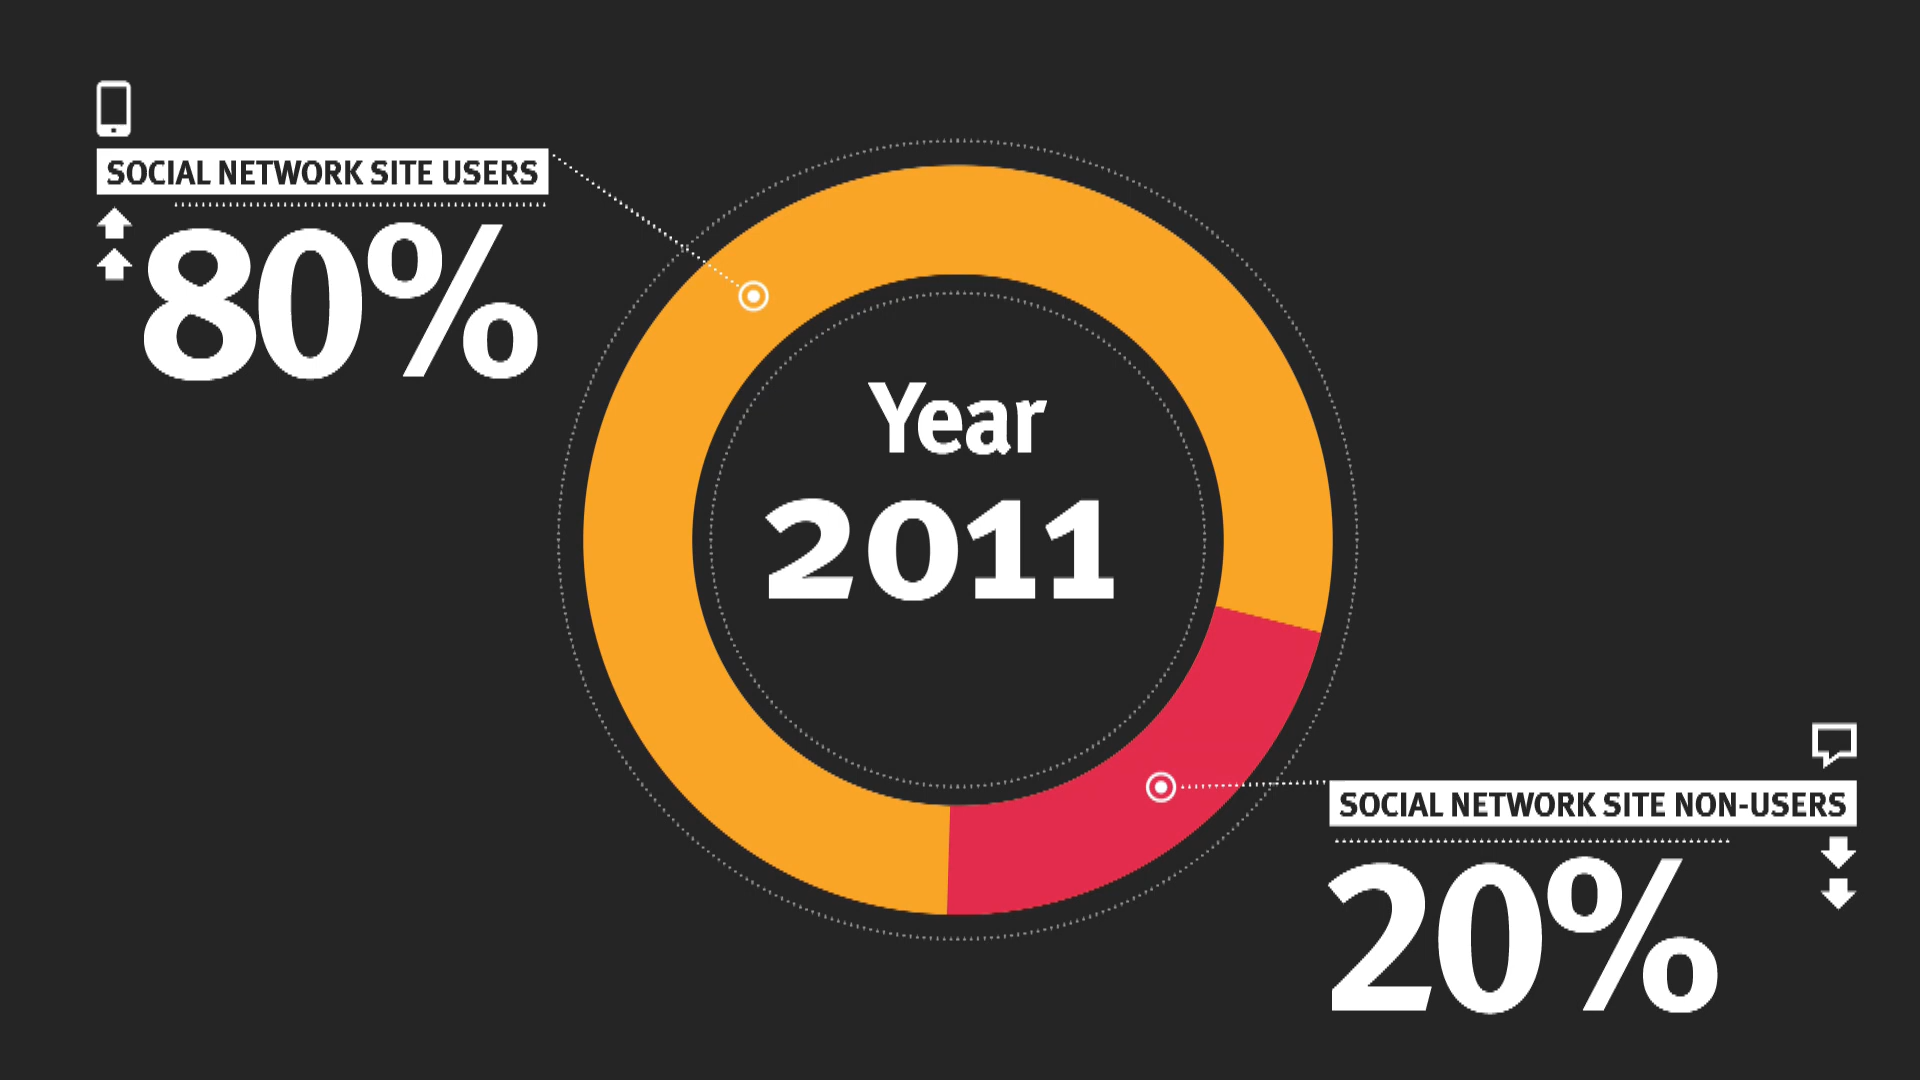 SOCIAL NETWORK SITE USERS
80%
Year
2011
SOCIAL NETWORK SITE NON-USERS
20%